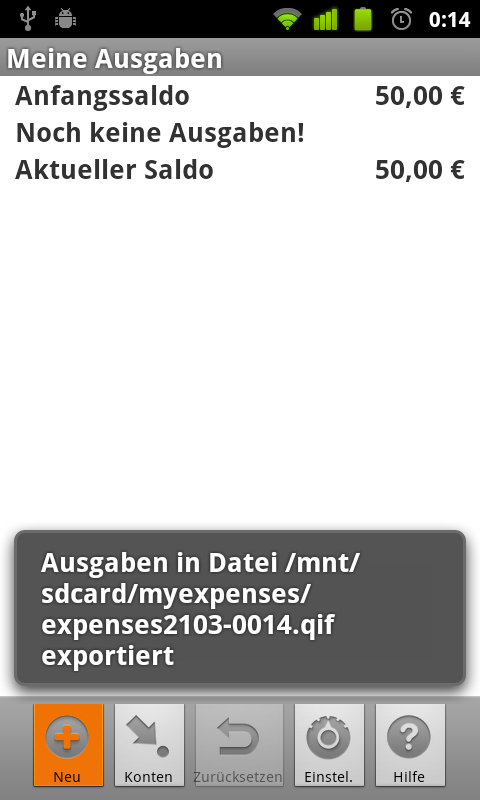 0:14
Meine Ausgaben
Anfangssaldo 50,00 €
Noch keine Ausgaben!
Aktueller Saldo 50,00 €
Ausgaben in Datei /mnt/
sdcard/myexpenses/
expenses2103-0014.qif
exportiert
Neu Konten Zurücksetzen Einstel. Hilfe